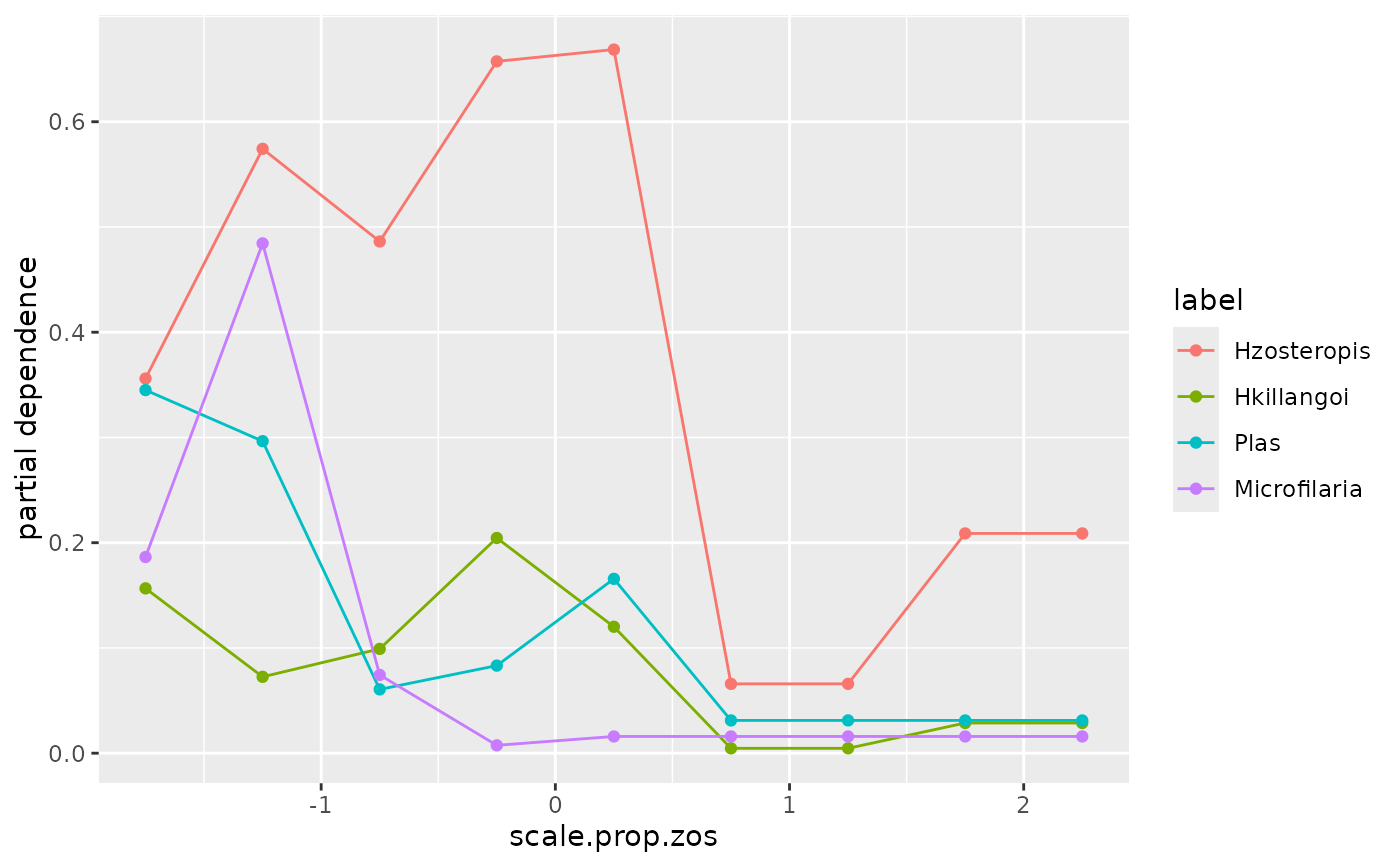 partial dependence
0.6
0.4
0.2
0.0
-1
0
1
2
scale.prop.zos
label
Hzosteropis
Hkillangoi
Plas
Microfilaria